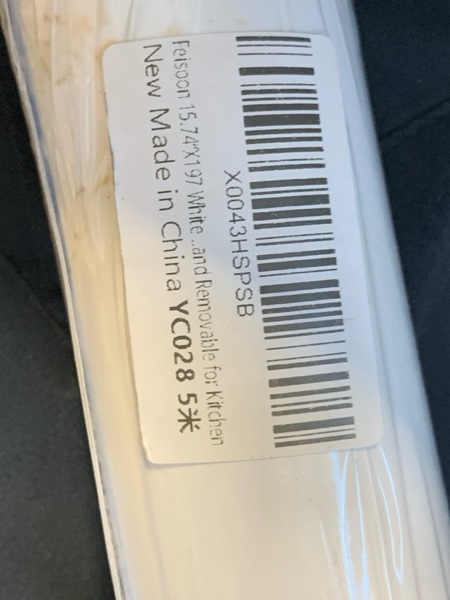 X0043HSPSB
Feisoon 15.74"X197 White ...and Removable for Kitchen
New Made in China YC028 5米